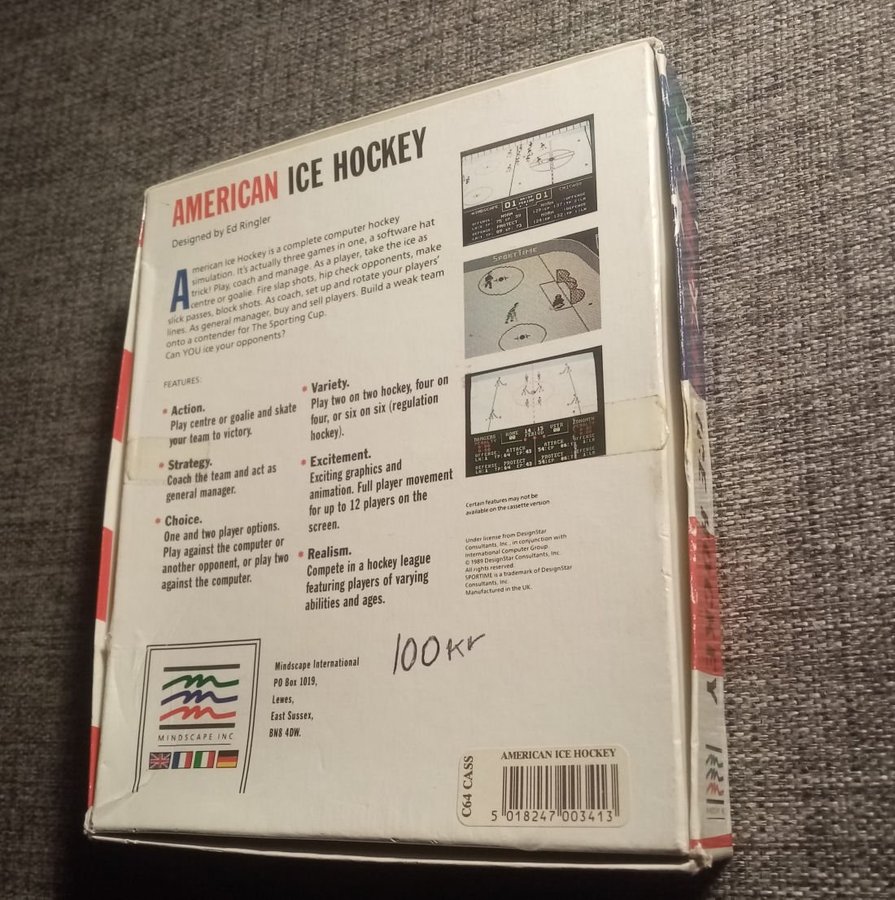 AMERICAN ICE HOCKEY
Designed by Ed Ringler
American Ice Hockey is a complete computer hockey
simulation. It's actually three games in one, a software hat
trick! Play, coach and manage. As a player, take the ice as
centre or goalie. Fire slap shots, hip check opponents, make
slick passes, block shots. As coach, set up and rotate your players'
lines. As general manager, buy and sell players. Build a weak team
onto a contender for The Sporting Cup.
Can YOU ice your opponents?
FEATURES:
• Action.
Play centre or goalie and skate
your team to victory.
• Strategy.
Coach the team and act as
general manager.
• Choice.
One and two player options.
Play against the computer or
another opponent, or play two
against the computer.
• Variety.
Play two on two hockey, four on
four, or six on six (regulation
hockey).
• Excitement.
Exciting graphics and
animation. Full player movement
for up to 12 players on the
screen.
• Realism.
Compete in a hockey league
featuring players of varying
abilities and ages.
SPORTTIME
Certain features may not be
available on the cassette version
Under license from DesignStar
Consultants, Inc., in conjunction with
International Computer Group
© 1989 DesignStar Consultants, Inc.
All rights reserved.
SPORTIME is a trademark of DesignStar
Consultants, Inc.
Manufactured in the UK.
100 Kr
MINDSCAPE INC
Mindscape International
PO Box 1019,
Lewes,
East Sussex,
BN8 4DW.
C64 CASS
AMERICAN ICE HOCKEY
5 018247 003413